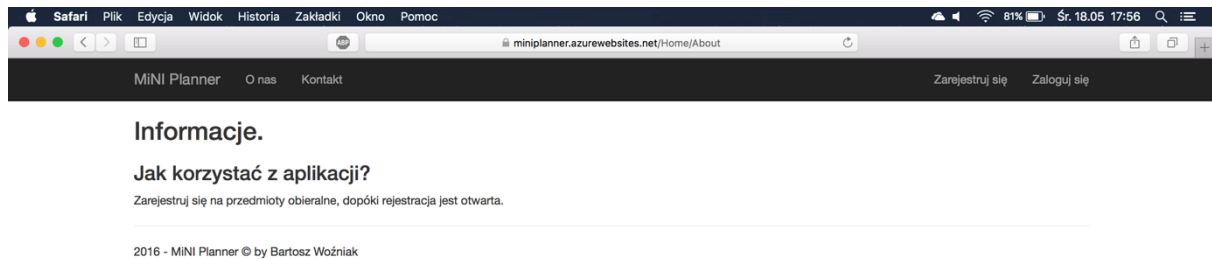 Safari Plik Edycja Widok Historia Zakładki Okno Pomoc 81% Śr. 18.05 17:56
ABP miniplanner.azurewebsites.net/Home/About
MiNI Planner O nas Kontakt Zarejestruj się Zaloguj się
Informacje.
Jak korzystać z aplikacji?
Zarejestruj się na przedmioty obieralne, dopóki rejestracja jest otwarta.
2016 - MiNI Planner © by Bartosz Woźniak